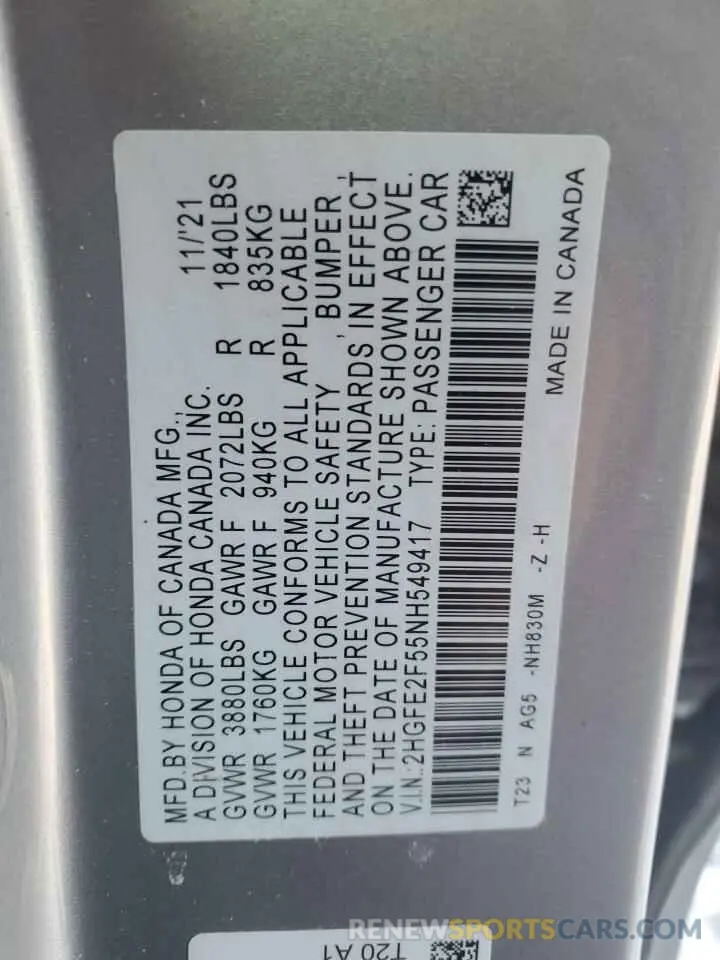 MFD.BY HONDA OF CANADA MFG., 11/'21
A DIVISION OF HONDA CANADA INC.
GVWR 3880LBS GAWR F 2072LBS R 1840LBS
GVWR 1760KG GAWR F 940KG R 835KG
THIS VEHICLE CONFORMS TO ALL APPLICABLE
FEDERAL MOTOR VEHICLE SAFETY , BUMPER ,
AND THEFT PREVENTION STANDARDS IN EFFECT
ON THE DATE OF MANUFACTURE SHOWN ABOVE.
V.I.N.:2HGFE2F55NH549417 TYPE: PASSENGER CAR
T23 N AG5 -NH830M -Z -H
MADE IN CANADA
T20 A1
RENEWSPORTSCARS.COM